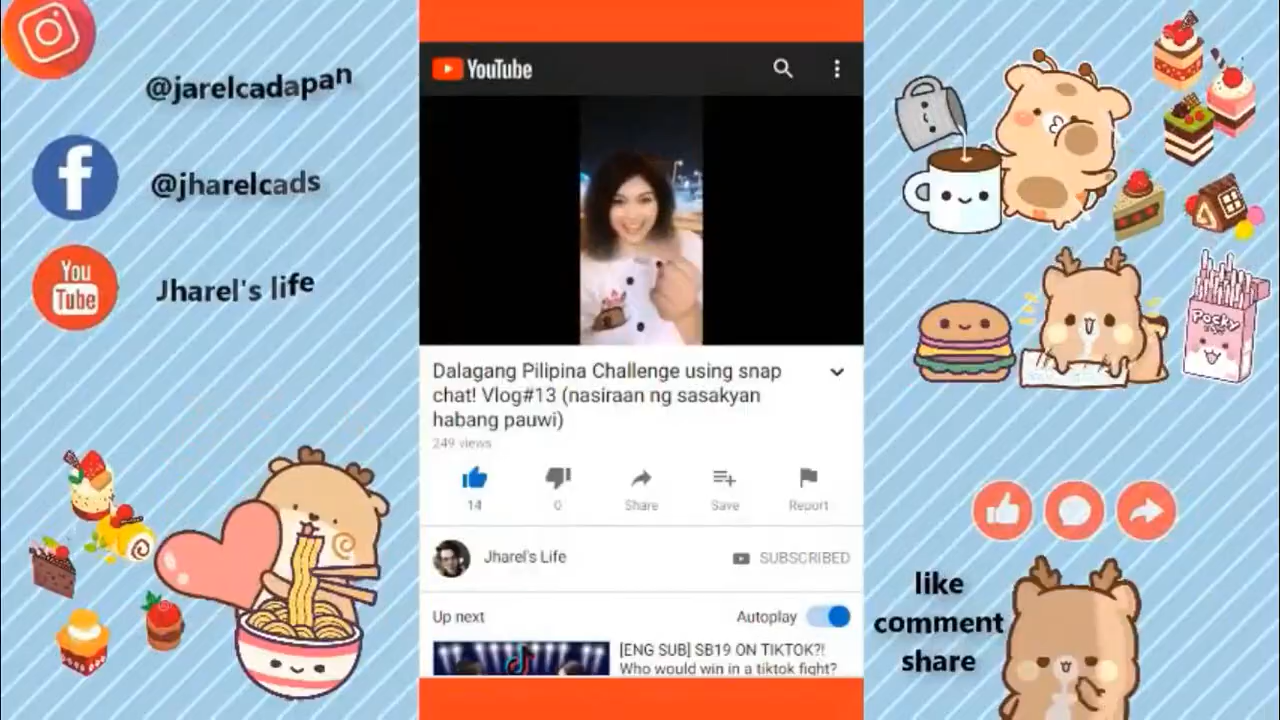 @jarelcadapan
@jharelcads
You
Tube
Jharel's life
YouTube
Dalagang Pilipina Challenge using snap
chat! Vlog#13 (nasiraan ng sasakyan
habang pauwi)
249 views
14
0
Share
Save
Report
Jharel's Life
SUBSCRIBED
Up next
Autoplay
[ENG SUB] SB19 ON TIKTOK?!
Who would win in a tiktok fight?
Pocky
like
comment
share